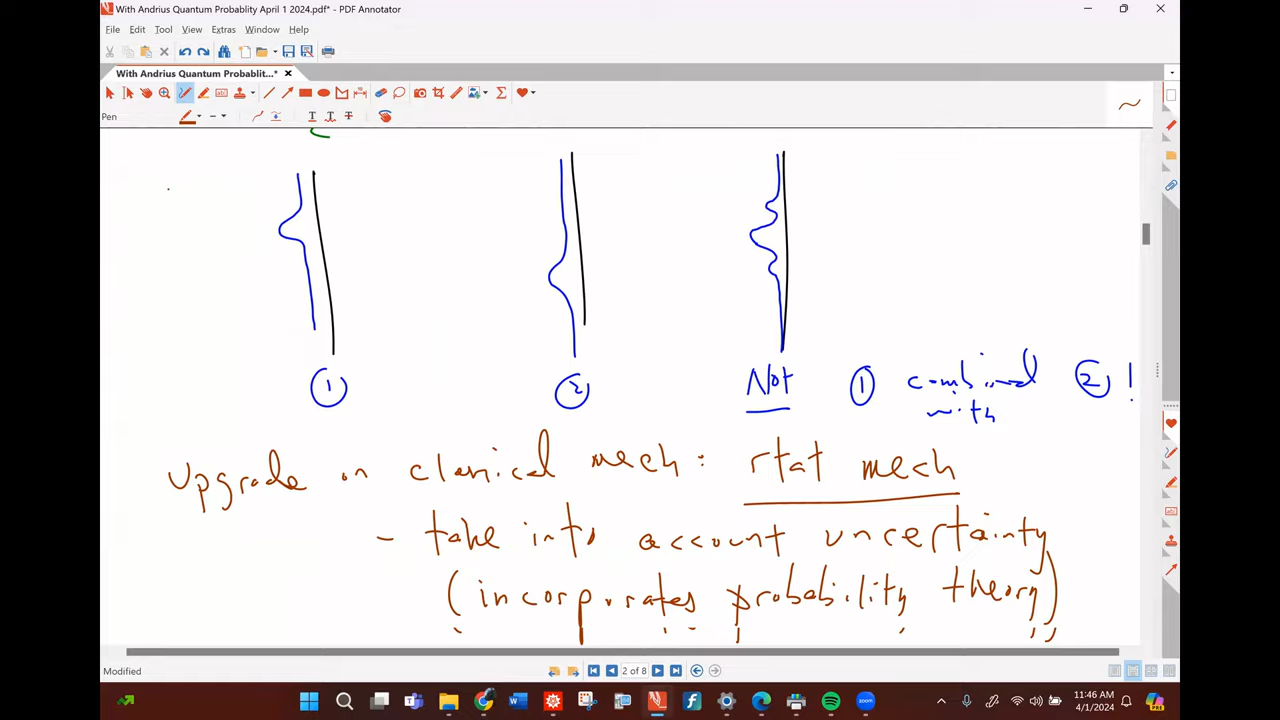 With Andrius Quantum Probablity April 1 2024.pdf* - PDF Annotator
File Edit Tool View Extras Window Help
With Andrius Quantum Probablit...*
Pen
1 2 Not 1 combined with 2 !
Upgrade on classical mech: stat mech
- take into account uncertainty
(incorporates probability theory)
Modified
2 of 8
11:46 AM
4/1/2024